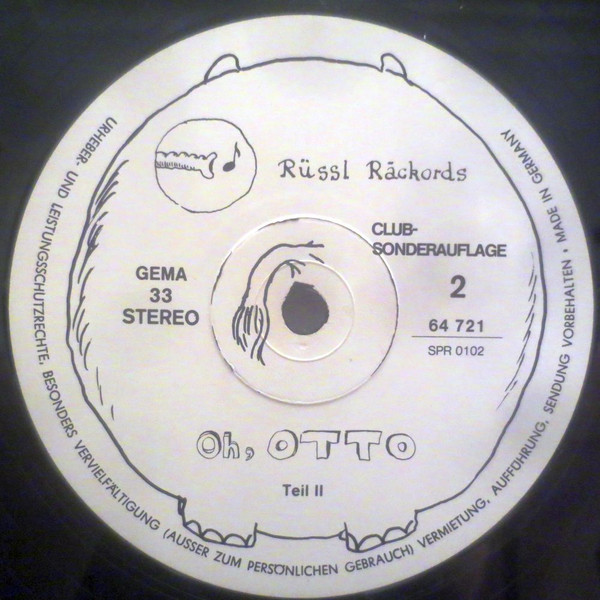 Rüssl Räckords
CLUB-
SONDERAUFLAGE
GEMA
33
STEREO
2
64 721
SPR 0102
Oh, OTTO
Teil II
URHEBER- UND LEISTUNGSSCHUTZRECHTE, BESONDERS VERVIELFÄLTIGUNG (AUSSER ZUM PERSÖNLICHEN GEBRAUCH) VERMIETUNG, AUFFÜHRUNG, SENDUNG VORBEHALTEN • MADE IN GERMANY